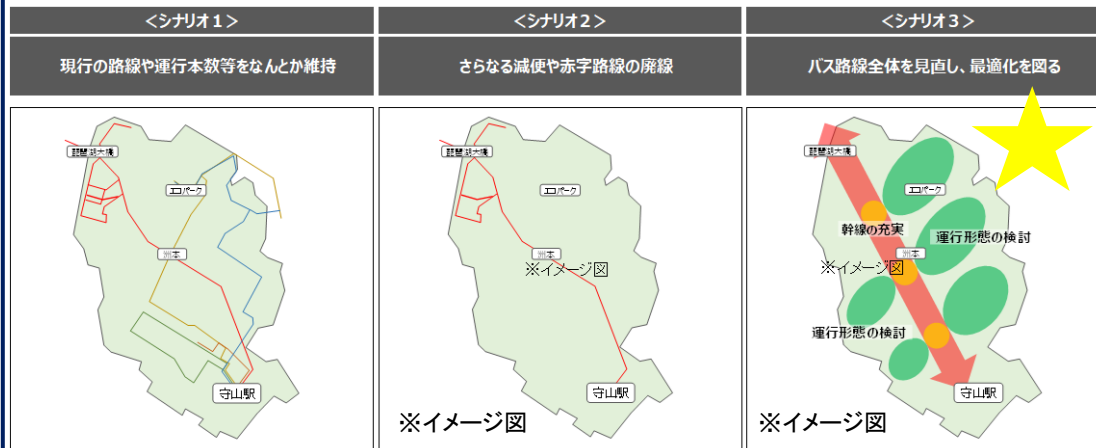 <シナリオ1>
<シナリオ2>
<シナリオ3>
現行の路線や運行本数等をなんとか維持
さらなる減便や赤字路線の廃線
バス路線全体を見直し、最適化を図る
琵琶湖大橋
エコパーク
洲本
守山駅
琵琶湖大橋
エコパーク
洲本
※イメージ図
守山駅
※イメージ図
琵琶湖大橋
エコパーク
幹線の充実
運行形態の検討
洲本
※イメージ図
運行形態の検討
守山駅
※イメージ図